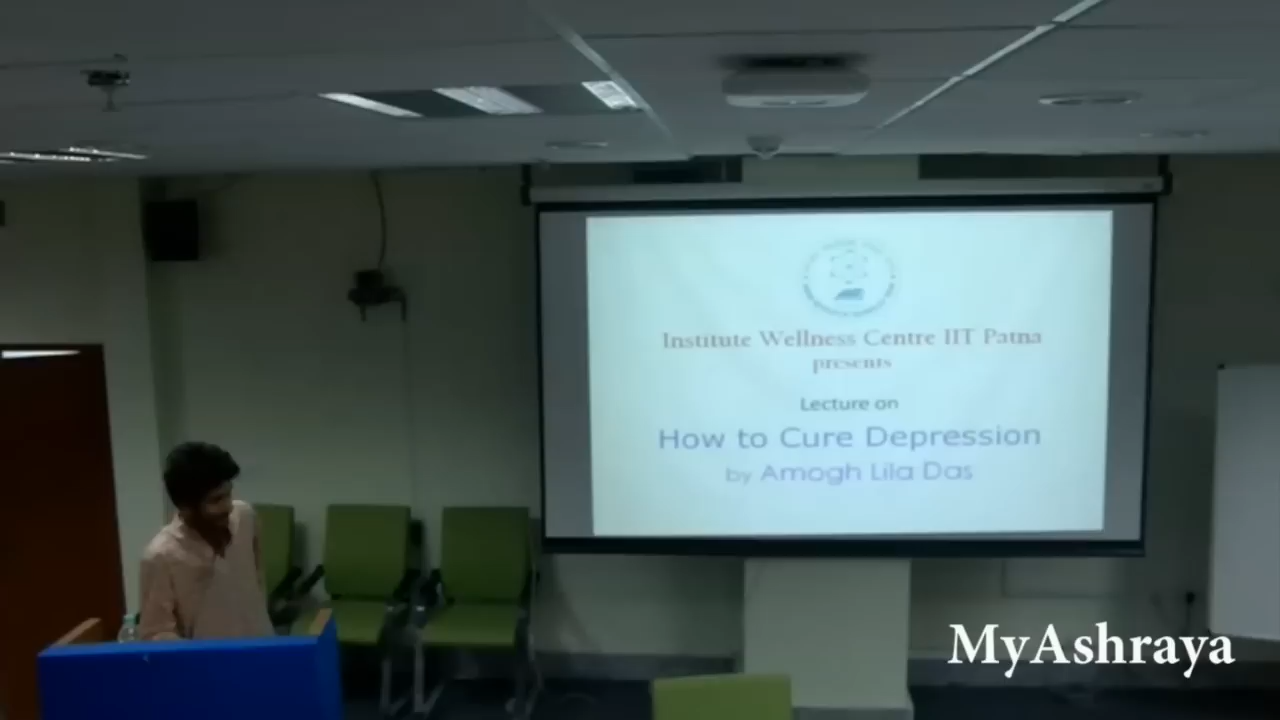 Institute Wellness Centre IIT Patna
presents
Lecture on
How to Cure Depression
by Amogh Lila Das
MyAshraya